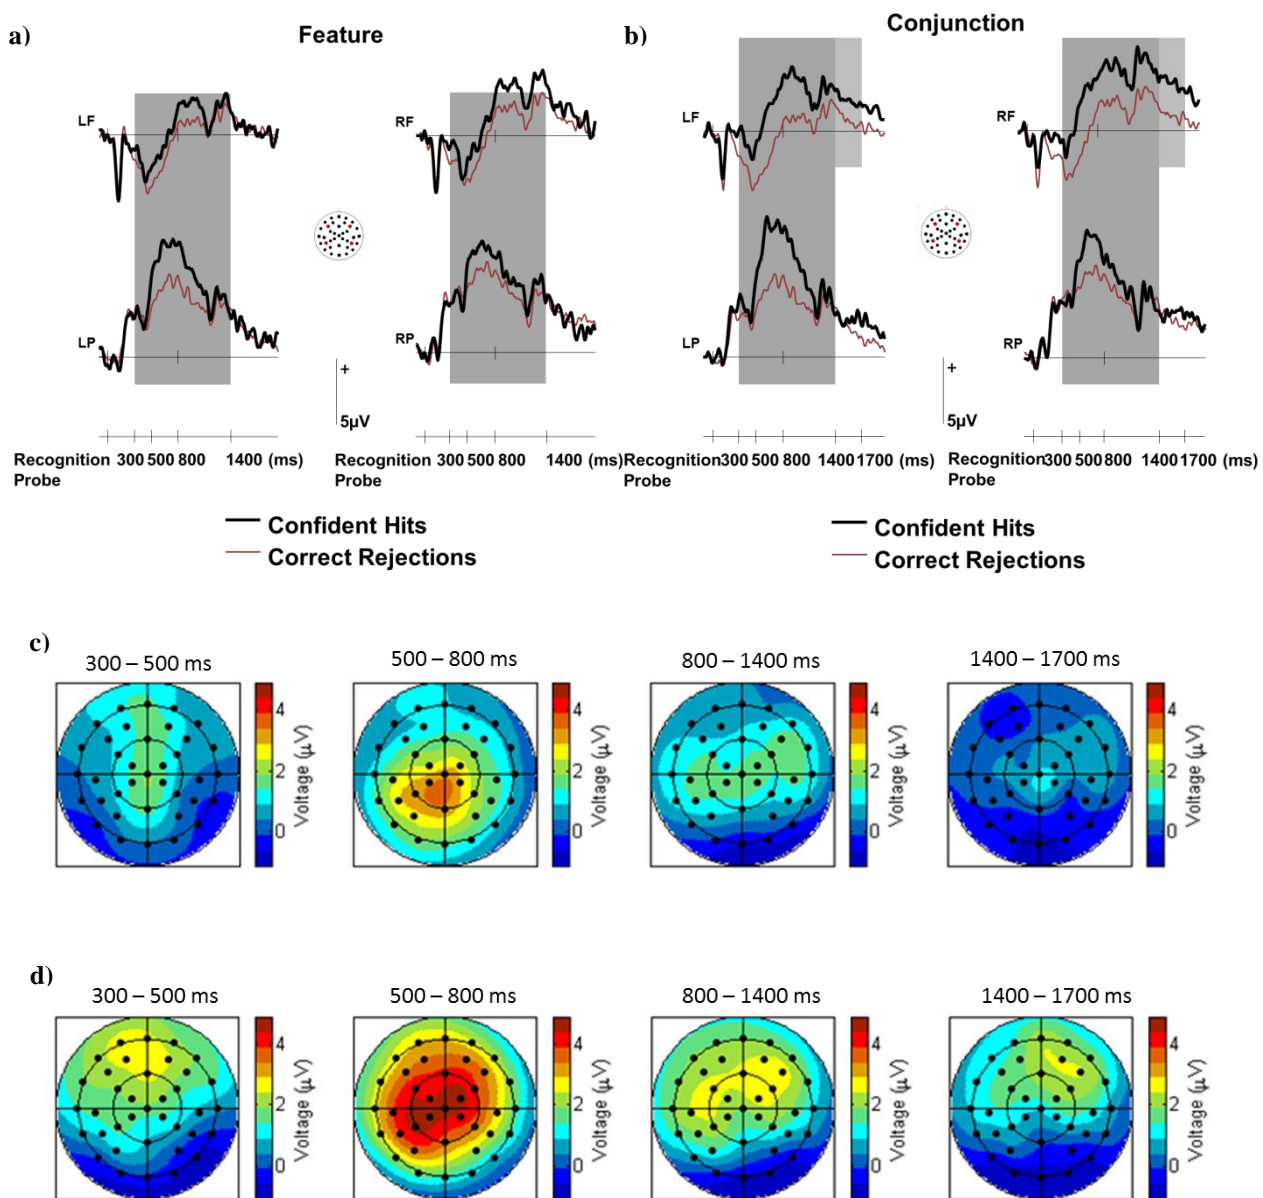 a)
Feature
b)
Conjunction
LF
RF
LF
RF
LP
RP
LP
RP
+
5µV
+
5µV
Recognition 300 500 800 1400 (ms)
Probe
Recognition 300 500 800 1400 (ms)
Probe
Recognition 300 500 800 1400 1700 (ms)
Probe
Recognition 300 500 800 1400 1700 (ms)
Probe
Confident Hits
Correct Rejections
Confident Hits
Correct Rejections
c)
300 – 500 ms
500 – 800 ms
800 – 1400 ms
1400 – 1700 ms
4
2
0
Voltage (µV)
4
2
0
Voltage (µV)
4
2
0
Voltage (µV)
4
2
0
Voltage (µV)
d)
300 – 500 ms
500 – 800 ms
800 – 1400 ms
1400 – 1700 ms
4
2
0
Voltage (µV)
4
2
0
Voltage (µV)
4
2
0
Voltage (µV)
4
2
0
Voltage (µV)